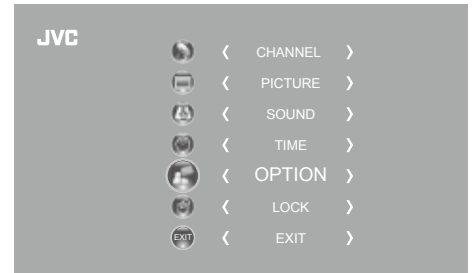 JVC
CHANNEL
PICTURE
SOUND
TIME
OPTION
LOCK
EXIT EXIT